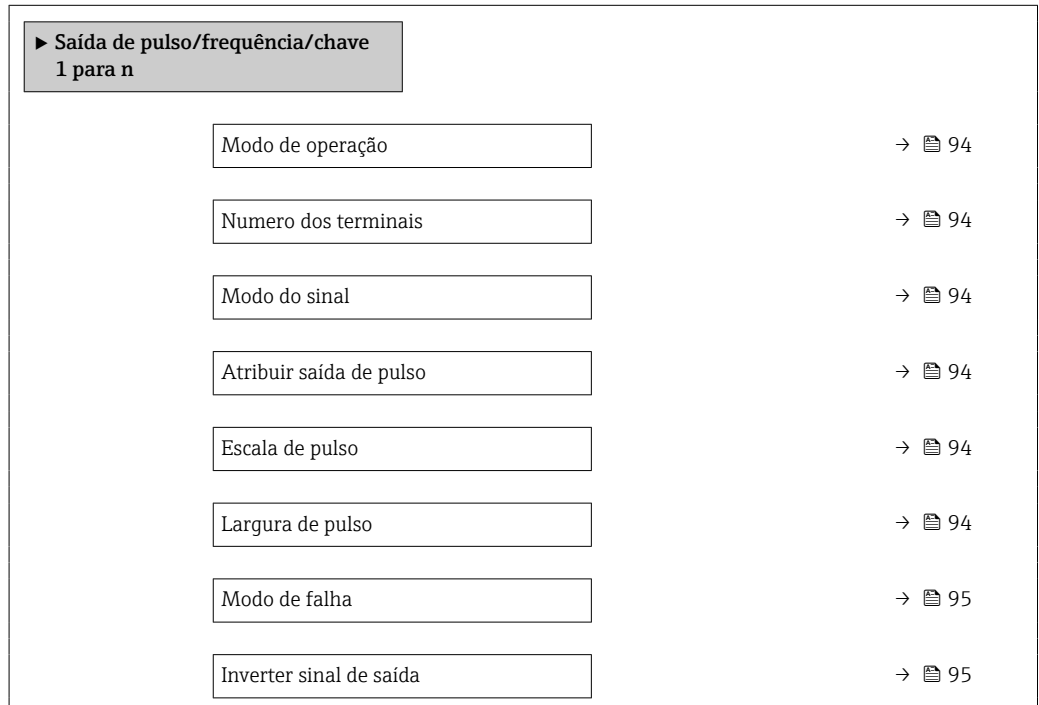 ▶ Saída de pulso/frequência/chave
1 para n
Modo de operação → 94
Numero dos terminais → 94
Modo do sinal → 94
Atribuir saída de pulso → 94
Escala de pulso → 94
Largura de pulso → 94
Modo de falha → 95
Inverter sinal de saída → 95